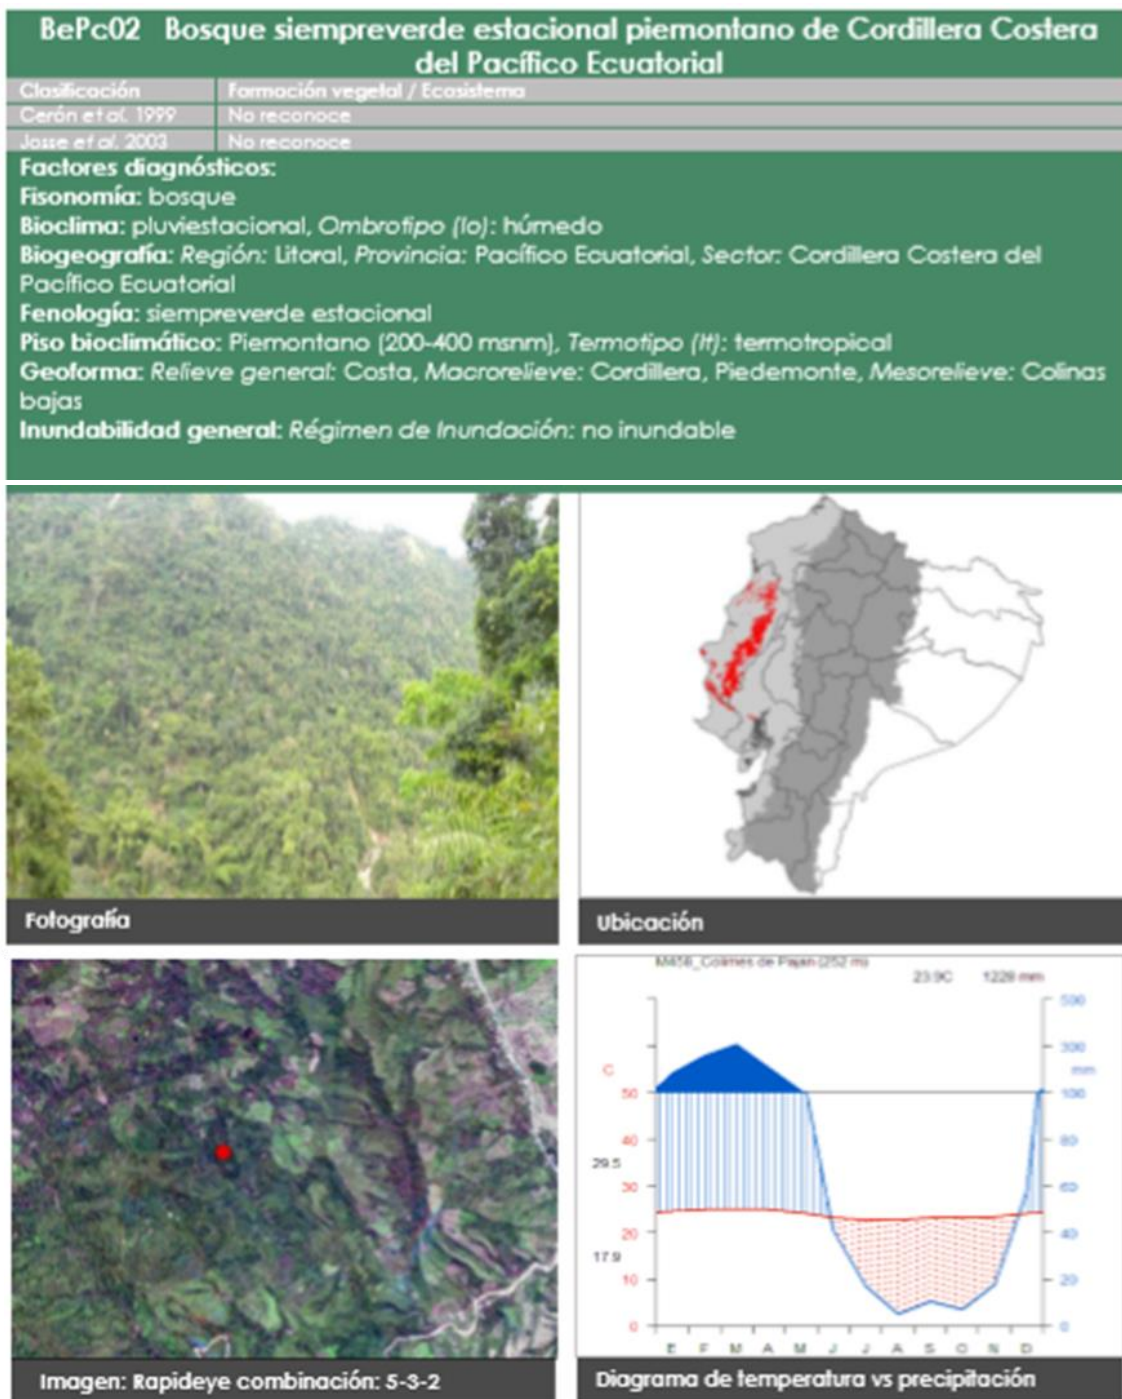 BePc02 Bosque siempreverde estacional piemontano de Cordillera Costera
del Pacífico Ecuatorial
Clasificación Formación vegetal / Ecosistema
Cerón et al. 1999 No reconoce
Josse et al. 2003 No reconoce
Factores diagnósticos:
Fisonomía: bosque
Bioclima: pluviestacional, Ombrotipo (Io): húmedo
Biogeografía: Región: Litoral, Provincia: Pacífico Ecuatorial, Sector: Cordillera Costera del
Pacífico Ecuatorial
Fenología: siempreverde estacional
Piso bioclimático: Piemontano (200-400 msnm), Termotipo (It): termotropical
Geoforma: Relieve general: Costa, Macrorelieve: Cordillera, Piedemonte, Mesorelieve: Colinas
bajas
Inundabilidad general: Régimen de Inundación: no inundable
Fotografía
Ubicación
M458_Colimes de Pajan (252 m)
23.9C 1228 mm
500
300
C mm
50 100
40 80
29.5
30 60
20 40
17.9
10 20
0 0
E F M A M J J A S O N D
Imagen: Rapideye combinación: 5-3-2
Diagrama de temperatura vs precipitación